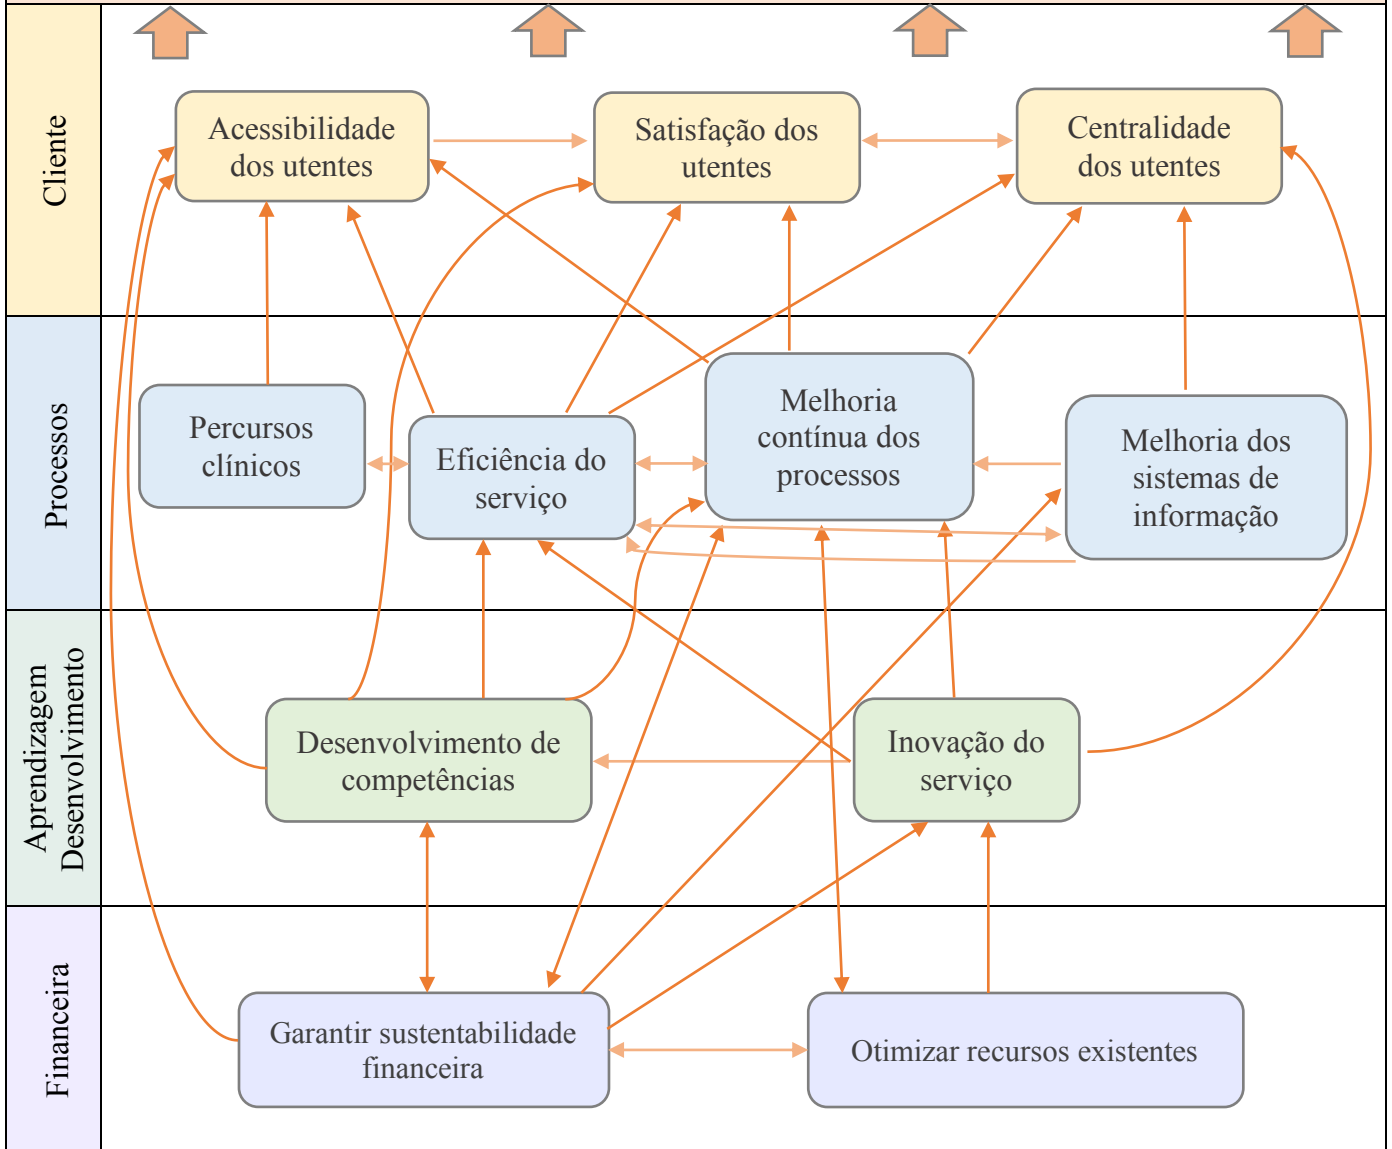 Cliente
Acessibilidade
dos utentes
Satisfação dos
utentes
Centralidade
dos utentes
Processos
Percursos
clínicos
Eficiência do
serviço
Melhoria
contínua dos
processos
Melhoria dos
sistemas de
informação
Aprendizagem
Desenvolvimento
Desenvolvimento de
competências
Inovação do
serviço
Financeira
Garantir sustentabilidade
financeira
Otimizar recursos existentes